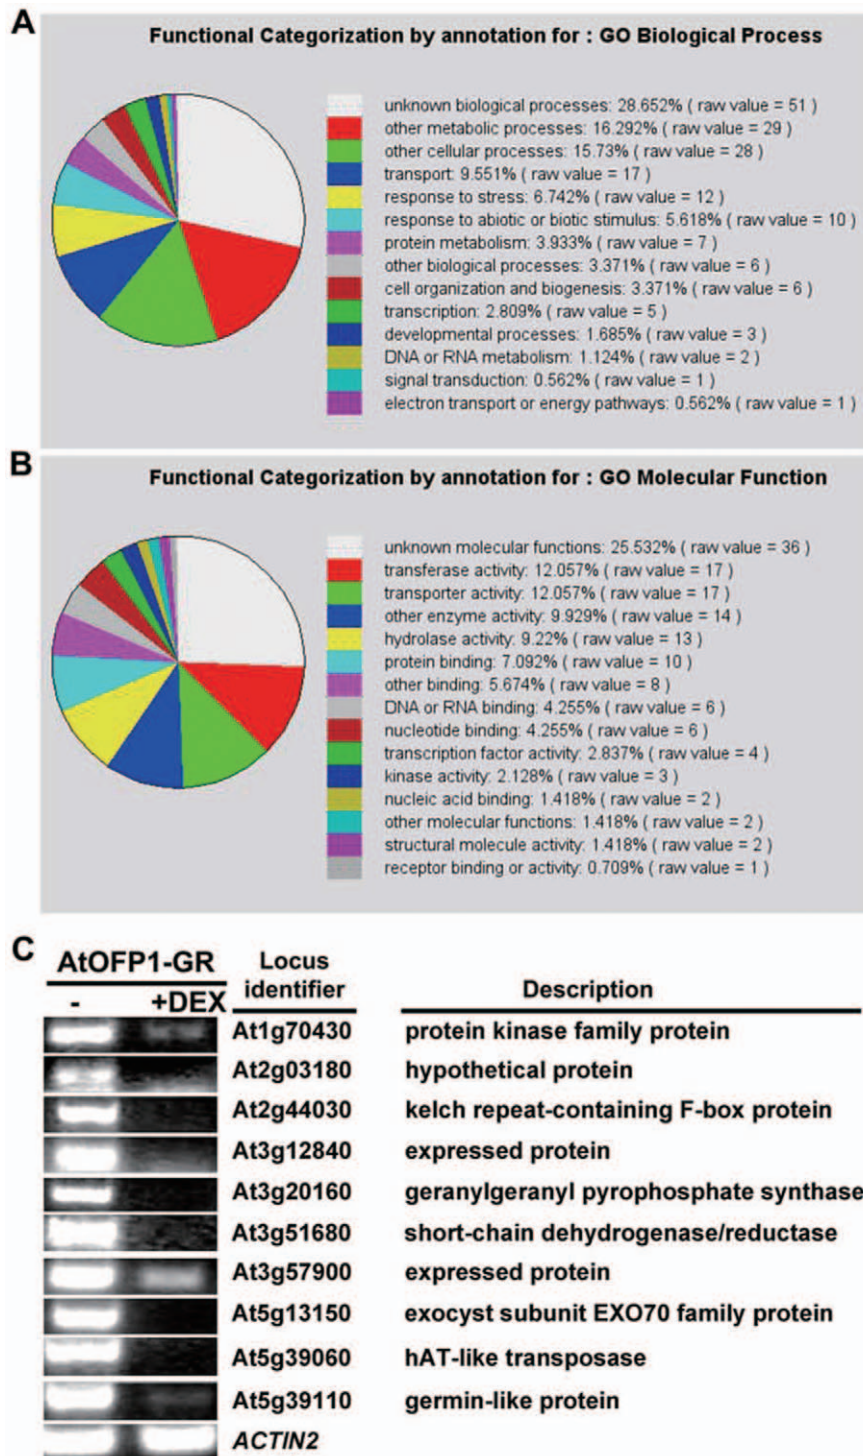 A
Functional Categorization by annotation for : GO Biological Process
unknown biological processes: 28.652% ( raw value = 51 )
other metabolic processes: 16.292% ( raw value = 29 )
other cellular processes: 15.73% ( raw value = 28 )
transport: 9.551% ( raw value = 17 )
response to stress: 6.742% ( raw value = 12 )
response to abiotic or biotic stimulus: 5.618% ( raw value = 10 )
protein metabolism: 3.933% ( raw value = 7 )
other biological processes: 3.371% ( raw value = 6 )
cell organization and biogenesis: 3.371% ( raw value = 6 )
transcription: 2.809% ( raw value = 5 )
developmental processes: 1.685% ( raw value = 3 )
DNA or RNA metabolism: 1.124% ( raw value = 2 )
signal transduction: 0.562% ( raw value = 1 )
electron transport or energy pathways: 0.562% ( raw value = 1 )
B
Functional Categorization by annotation for : GO Molecular Function
unknown molecular functions: 25.532% ( raw value = 36 )
transferase activity: 12.057% ( raw value = 17 )
transporter activity: 12.057% ( raw value = 17 )
other enzyme activity: 9.929% ( raw value = 14 )
hydrolase activity: 9.22% ( raw value = 13 )
protein binding: 7.092% ( raw value = 10 )
other binding: 5.674% ( raw value = 8 )
DNA or RNA binding: 4.255% ( raw value = 6 )
nucleotide binding: 4.255% ( raw value = 6 )
transcription factor activity: 2.837% ( raw value = 4 )
kinase activity: 2.128% ( raw value = 3 )
nucleic acid binding: 1.418% ( raw value = 2 )
other molecular functions: 1.418% ( raw value = 2 )
structural molecule activity: 1.418% ( raw value = 2 )
receptor binding or activity: 0.709% ( raw value = 1 )
C
AtOFP1-GR Locus identifier Description
- +DEX
At1g70430 protein kinase family protein
At2g03180 hypothetical protein
At2g44030 kelch repeat-containing F-box protein
At3g12840 expressed protein
At3g20160 geranylgeranyl pyrophosphate synthase
At3g51680 short-chain dehydrogenase/reductase
At3g57900 expressed protein
At5g13150 exocyst subunit EXO70 family protein
At5g39060 hAT-like transposase
At5g39110 germin-like protein
ACTIN2